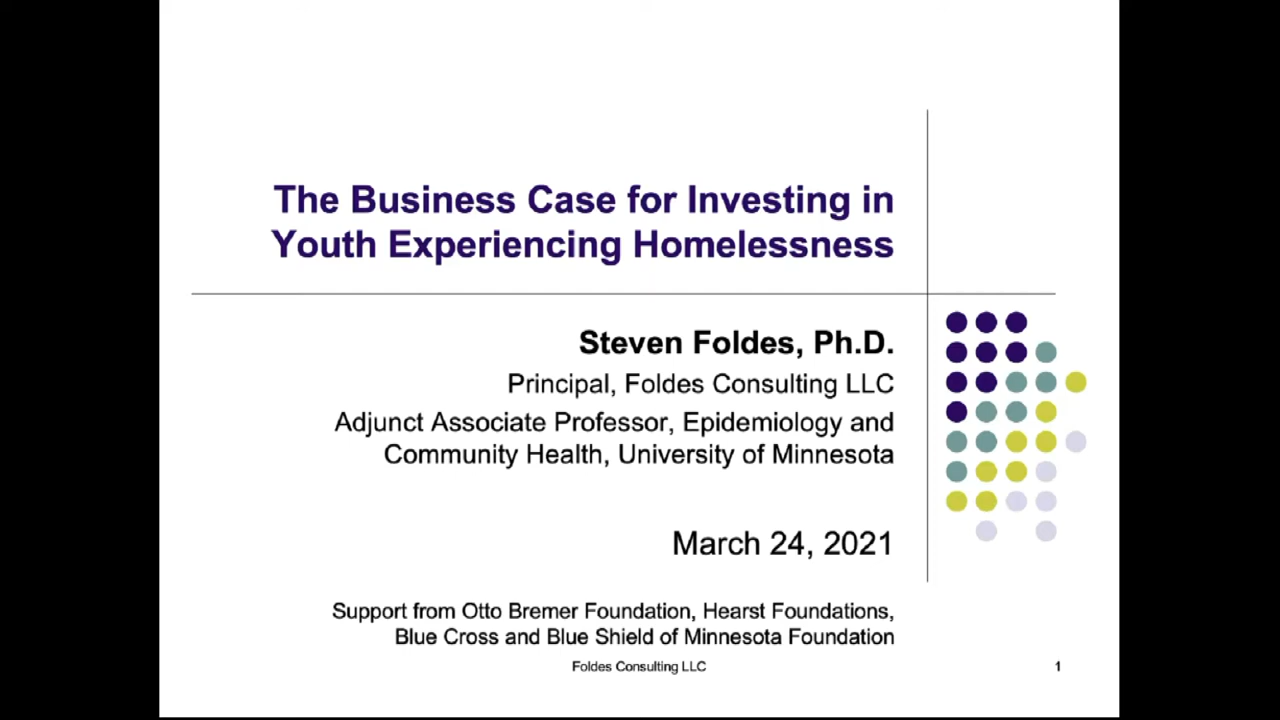 The Business Case for Investing in
Youth Experiencing Homelessness
Steven Foldes, Ph.D.
Principal, Foldes Consulting LLC
Adjunct Associate Professor, Epidemiology and
Community Health, University of Minnesota
March 24, 2021
Support from Otto Bremer Foundation, Hearst Foundations,
Blue Cross and Blue Shield of Minnesota Foundation
Foldes Consulting LLC
1